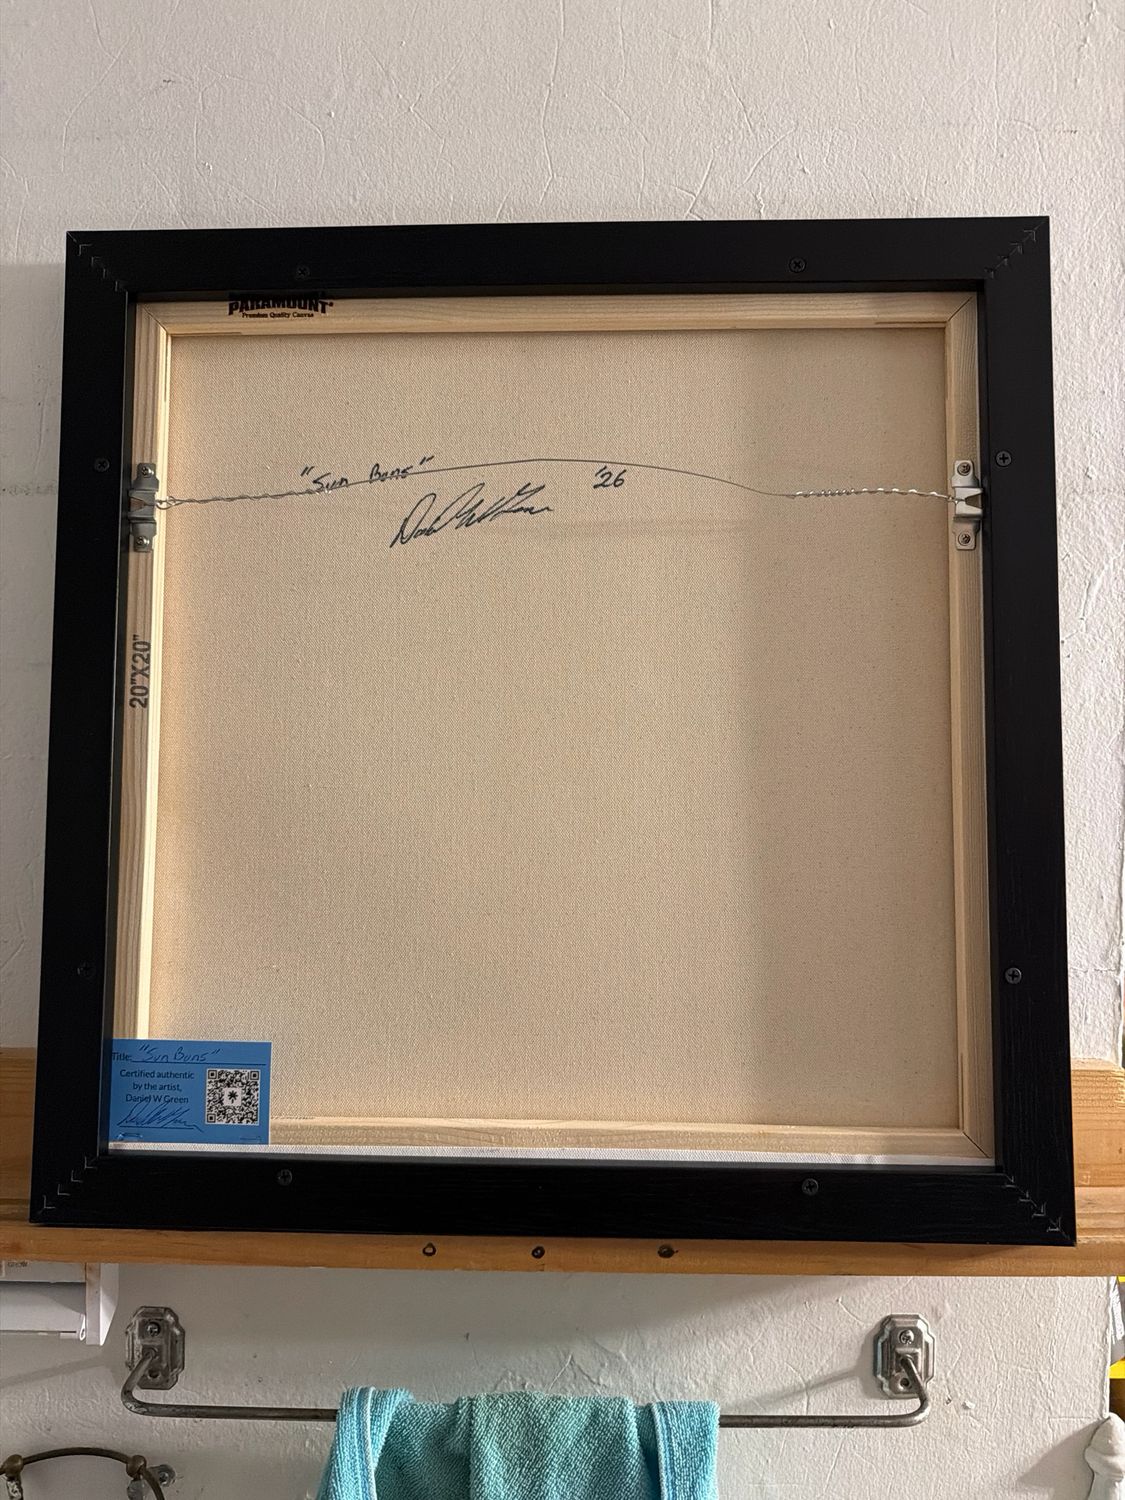 PARAMOUNT
Premium Quality Canvas
"Sun Buns"
'26
20"X20"
Title: "Sun Buns"
Certified authentic
by the artist,
Daniel W Green